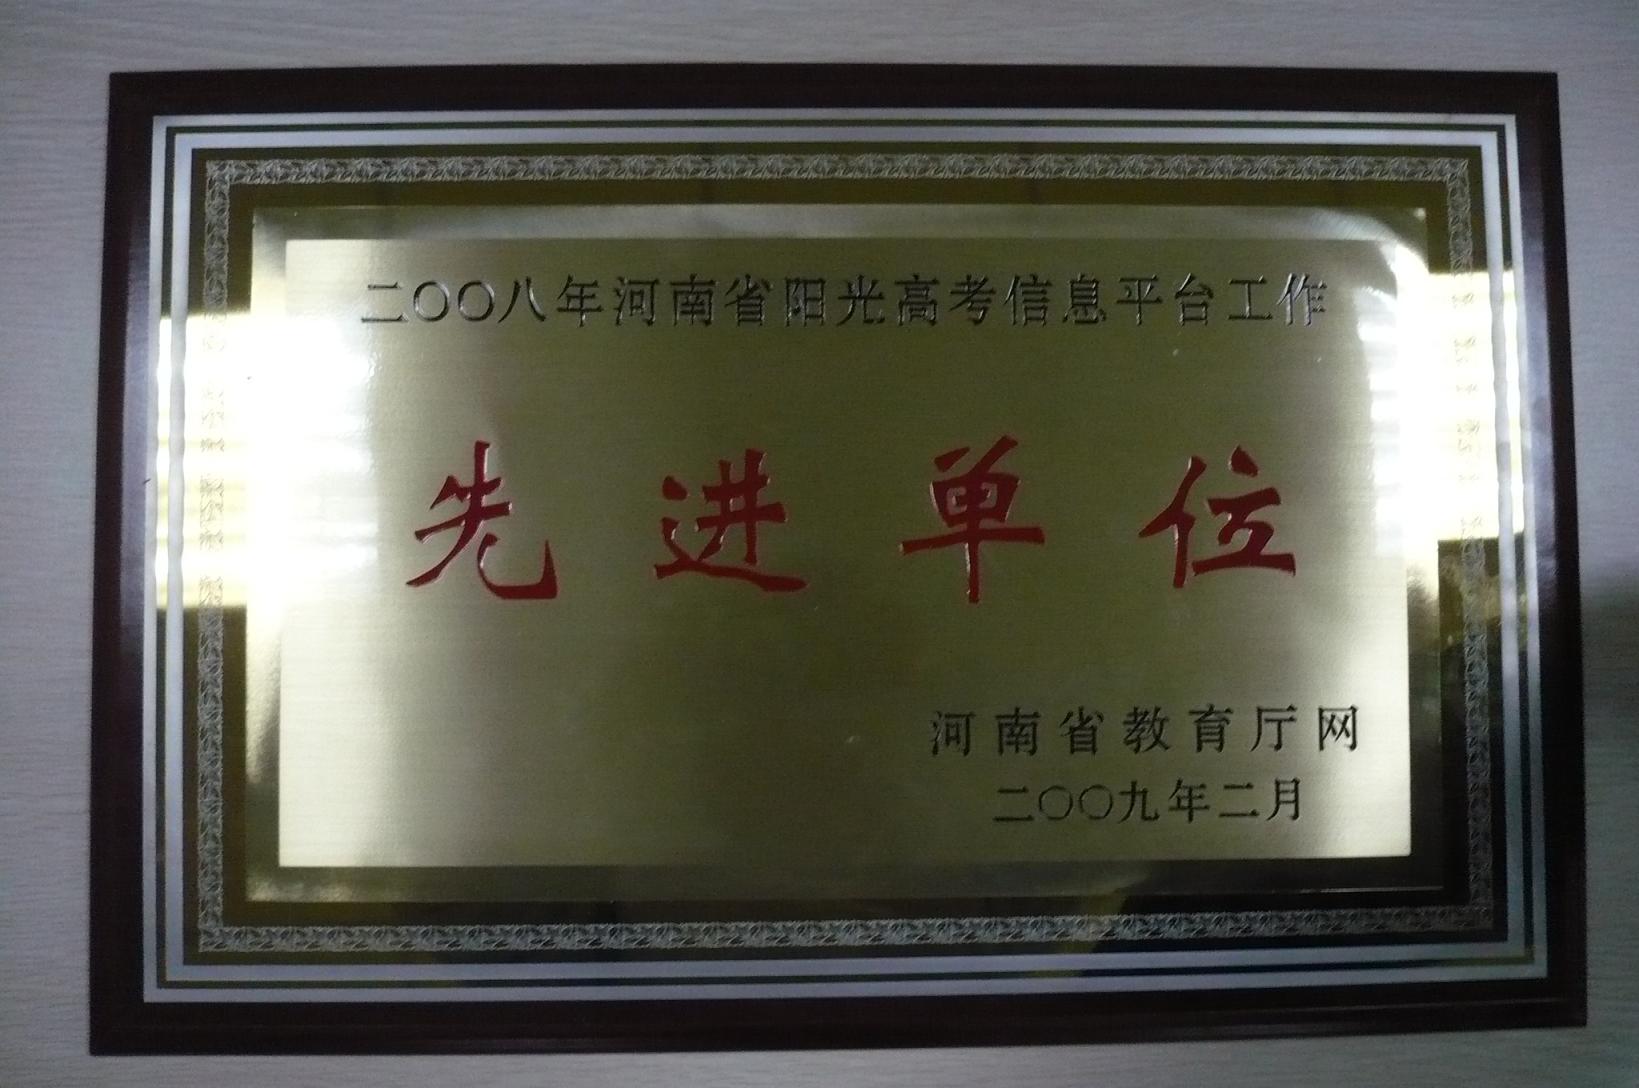 二〇〇八年河南省阳光高考信息平台工作
先进单位
河南省教育厅网
二〇〇九年二月